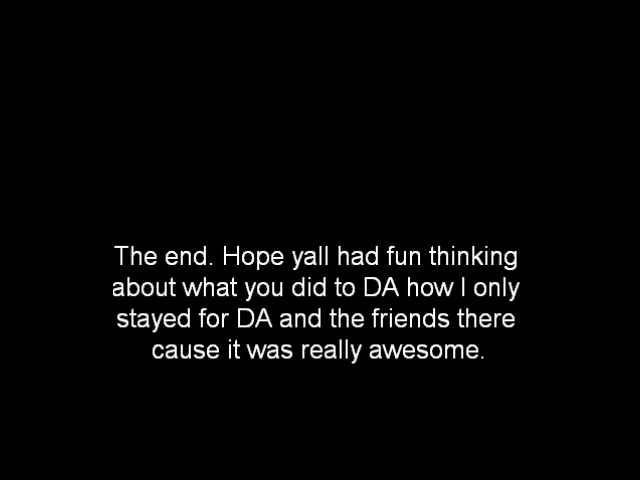 The end. Hope yall had fun thinking
about what you did to DA how I only
stayed for DA and the friends there
cause it was really awesome.